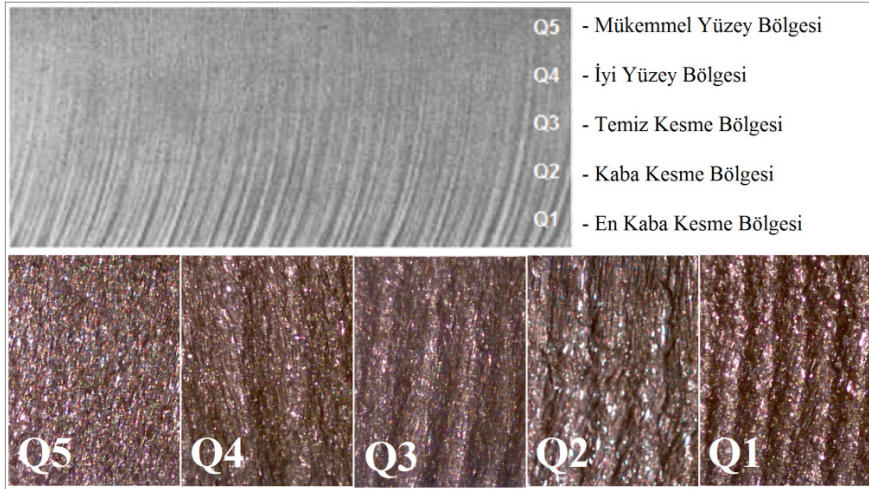 Q5 - Mükemmel Yüzey Bölgesi
Q4 - İyi Yüzey Bölgesi
Q3 - Temiz Kesme Bölgesi
Q2 - Kaba Kesme Bölgesi
Q1 - En Kaba Kesme Bölgesi
Q5 Q4 Q3 Q2 Q1